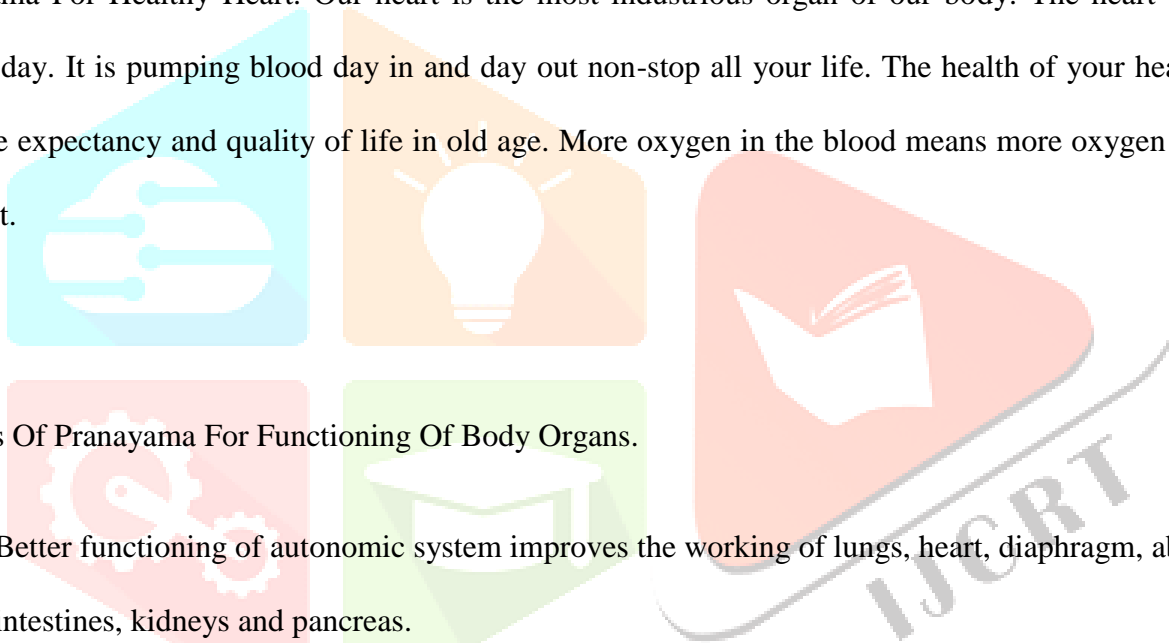 For Healthy Heart. Our heart is the most industrious organ of our body. The heart
day. It is pumping blood day in and day out non-stop all your life. The health of your
expectancy and quality of life in old age. More oxygen in the blood means more oxygen
Of Pranayama For Functioning Of Body Organs.
Better functioning of autonomic system improves the working of lungs, heart, diaphragm,
intestines, kidneys and pancreas.
IJCRT